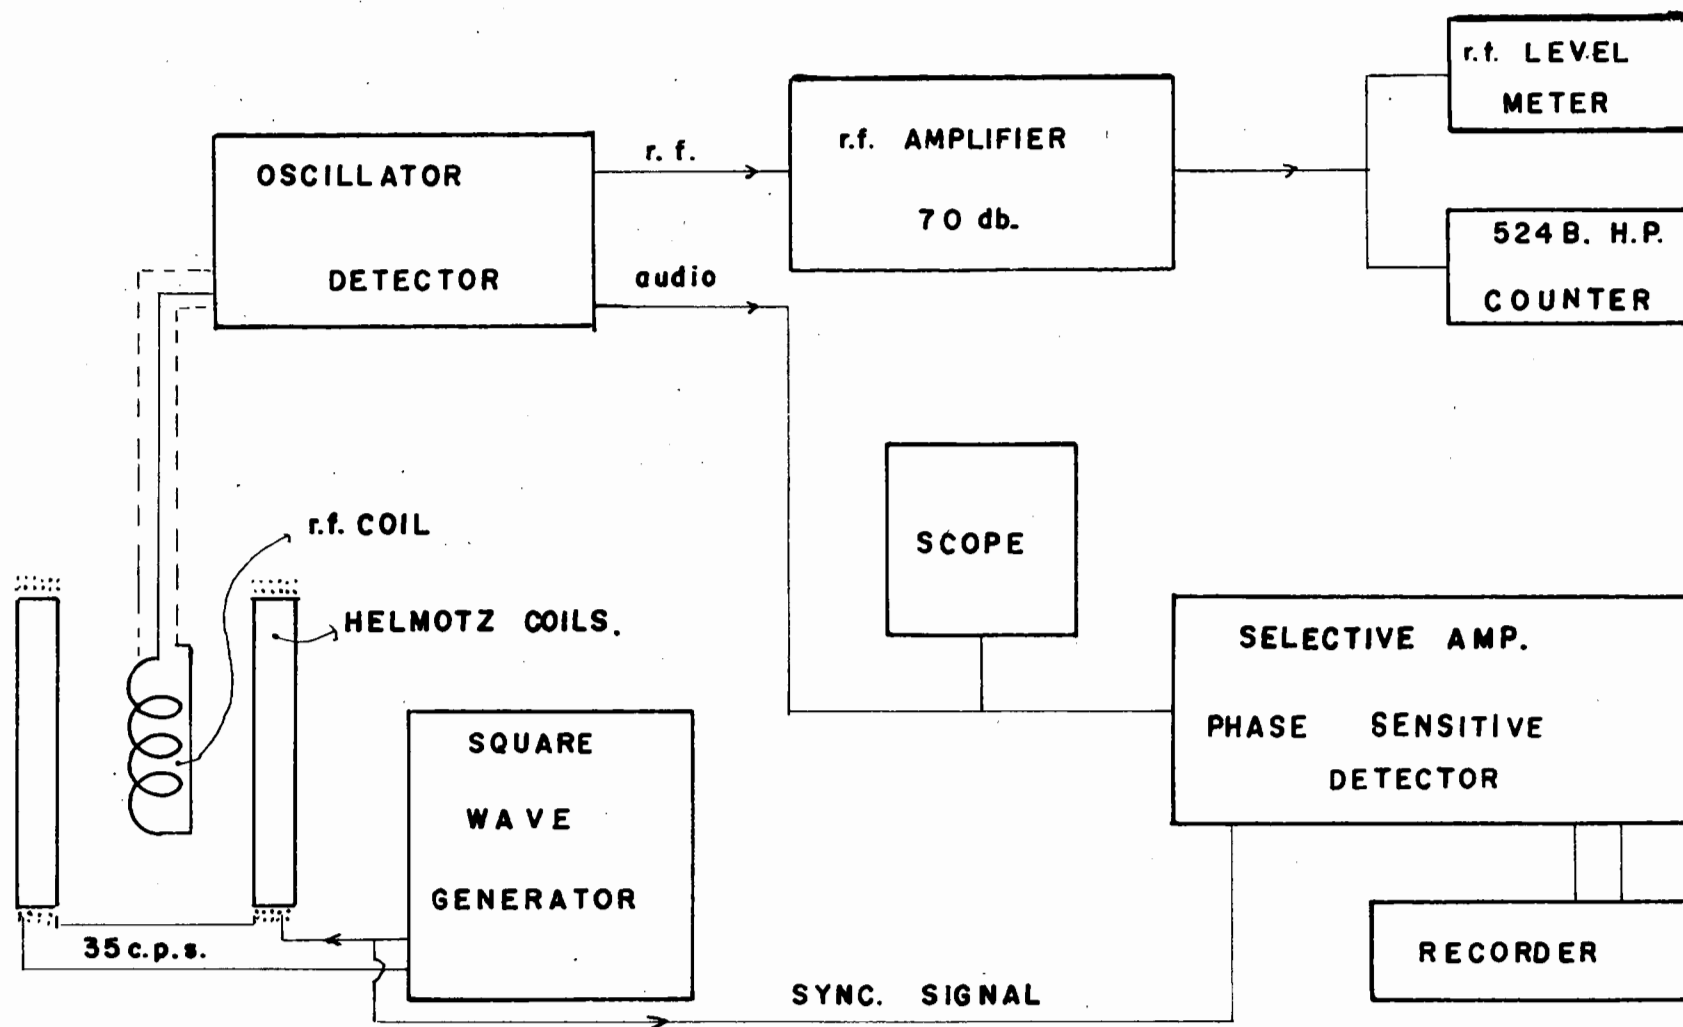 r.f. LEVEL
METER
r.f. AMPLIFIER
70 db.
r. f.
OSCILLATOR
DETECTOR
audio
524 B. H.P.
COUNTER
r.f. COIL
SCOPE
HELMOTZ COILS.
SELECTIVE AMP.
PHASE SENSITIVE
DETECTOR
SQUARE
WAVE
GENERATOR
35 c.p.s.
RECORDER
SYNC. SIGNAL